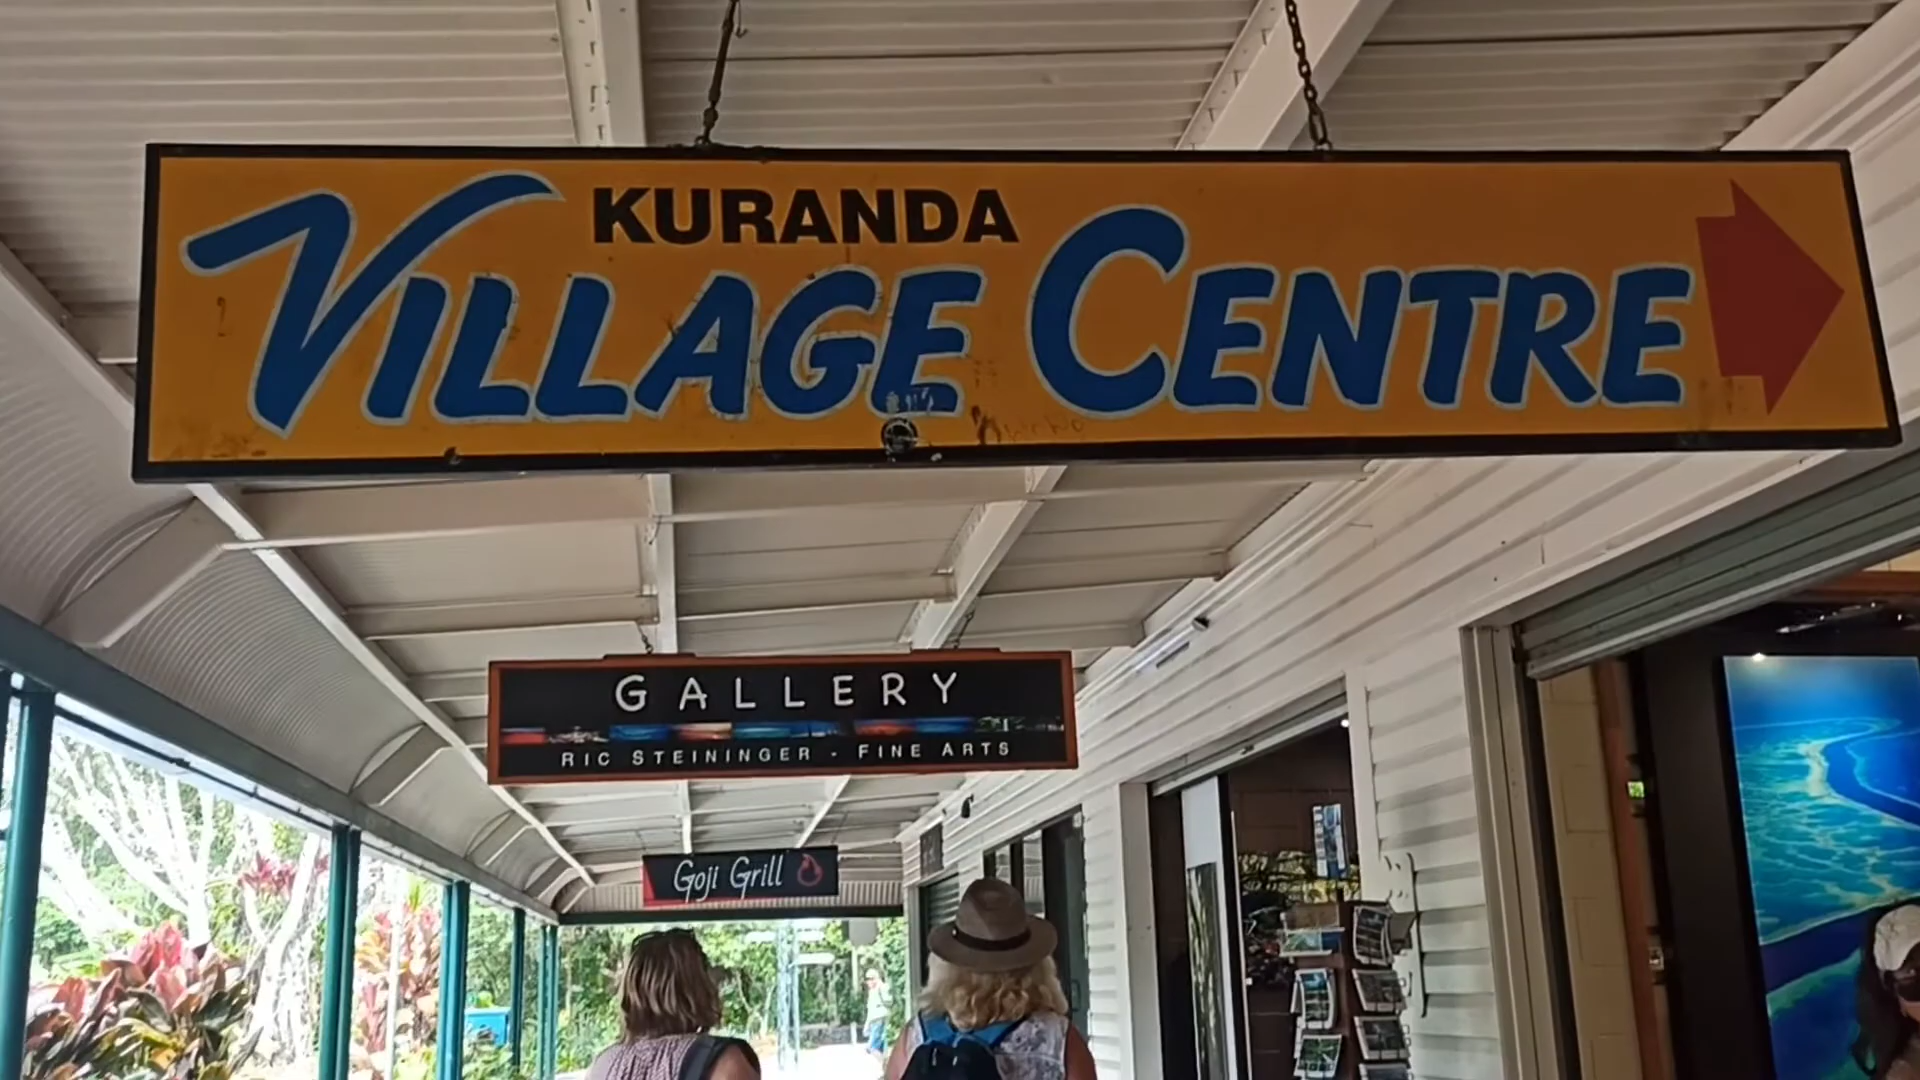 KURANDA
VILLAGE CENTRE
GALLERY
RIC STEININGER - FINE ARTS
Goji Grill